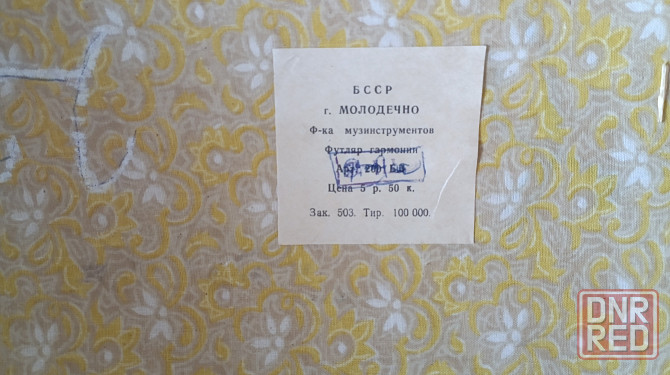 БССР
г. МОЛОДЕЧНО
Ф-ка музинструментов
Футляр гармонии
Цена 5 р. 50 к.
Зак. 503. Тир. 100 000.
DNR
RED